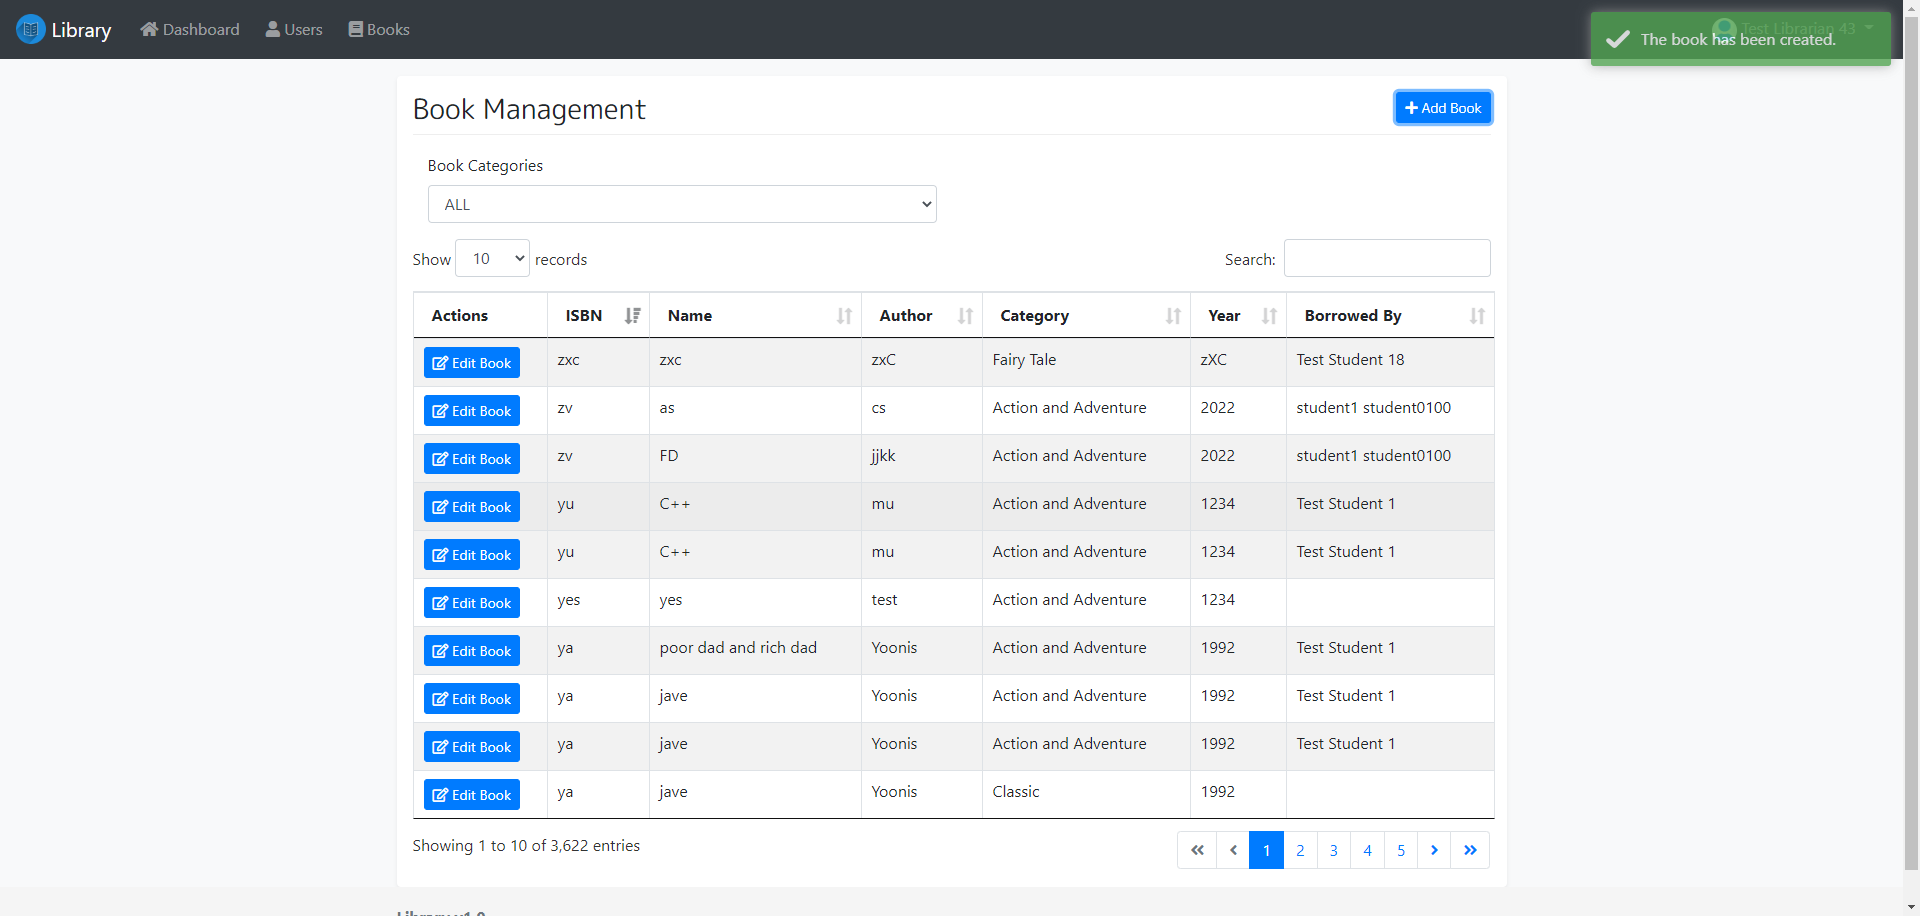 Library Dashboard Users Books Test Librarian 43
The book has been created.
Book Management
Add Book
Book Categories
ALL
Show 10 records Search:
Actions ISBN Name Author Category Year Borrowed By
Edit Book zxc zxc zxC Fairy Tale zXC Test Student 18
Edit Book zv as cs Action and Adventure 2022 student1 student0100
Edit Book zv FD jjkk Action and Adventure 2022 student1 student0100
Edit Book yu C++ mu Action and Adventure 1234 Test Student 1
Edit Book yu C++ mu Action and Adventure 1234 Test Student 1
Edit Book yes yes test Action and Adventure 1234
Edit Book ya poor dad and rich dad Yoonis Action and Adventure 1992 Test Student 1
Edit Book ya jave Yoonis Action and Adventure 1992 Test Student 1
Edit Book ya jave Yoonis Action and Adventure 1992 Test Student 1
Edit Book ya jave Yoonis Classic 1992
Showing 1 to 10 of 3,622 entries « ‹ 1 2 3 4 5 › »